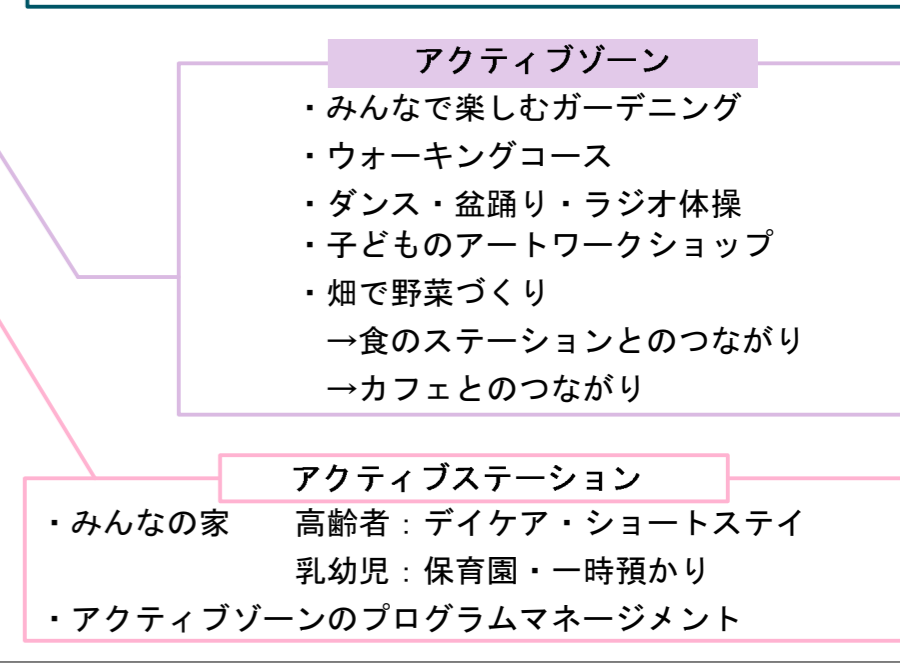 アクティブゾーン
・みんなで楽しむガーデニング
・ウォーキングコース
・ダンス・盆踊り・ラジオ体操
・子どものアートワークショップ
・畑で野菜づくり
→食のステーションとのつながり
→カフェとのつながり
アクティブステーション
・みんなの家　　高齢者：デイケア・ショートステイ
乳幼児：保育園・一時預かり
・アクティブゾーンのプログラムマネージメント